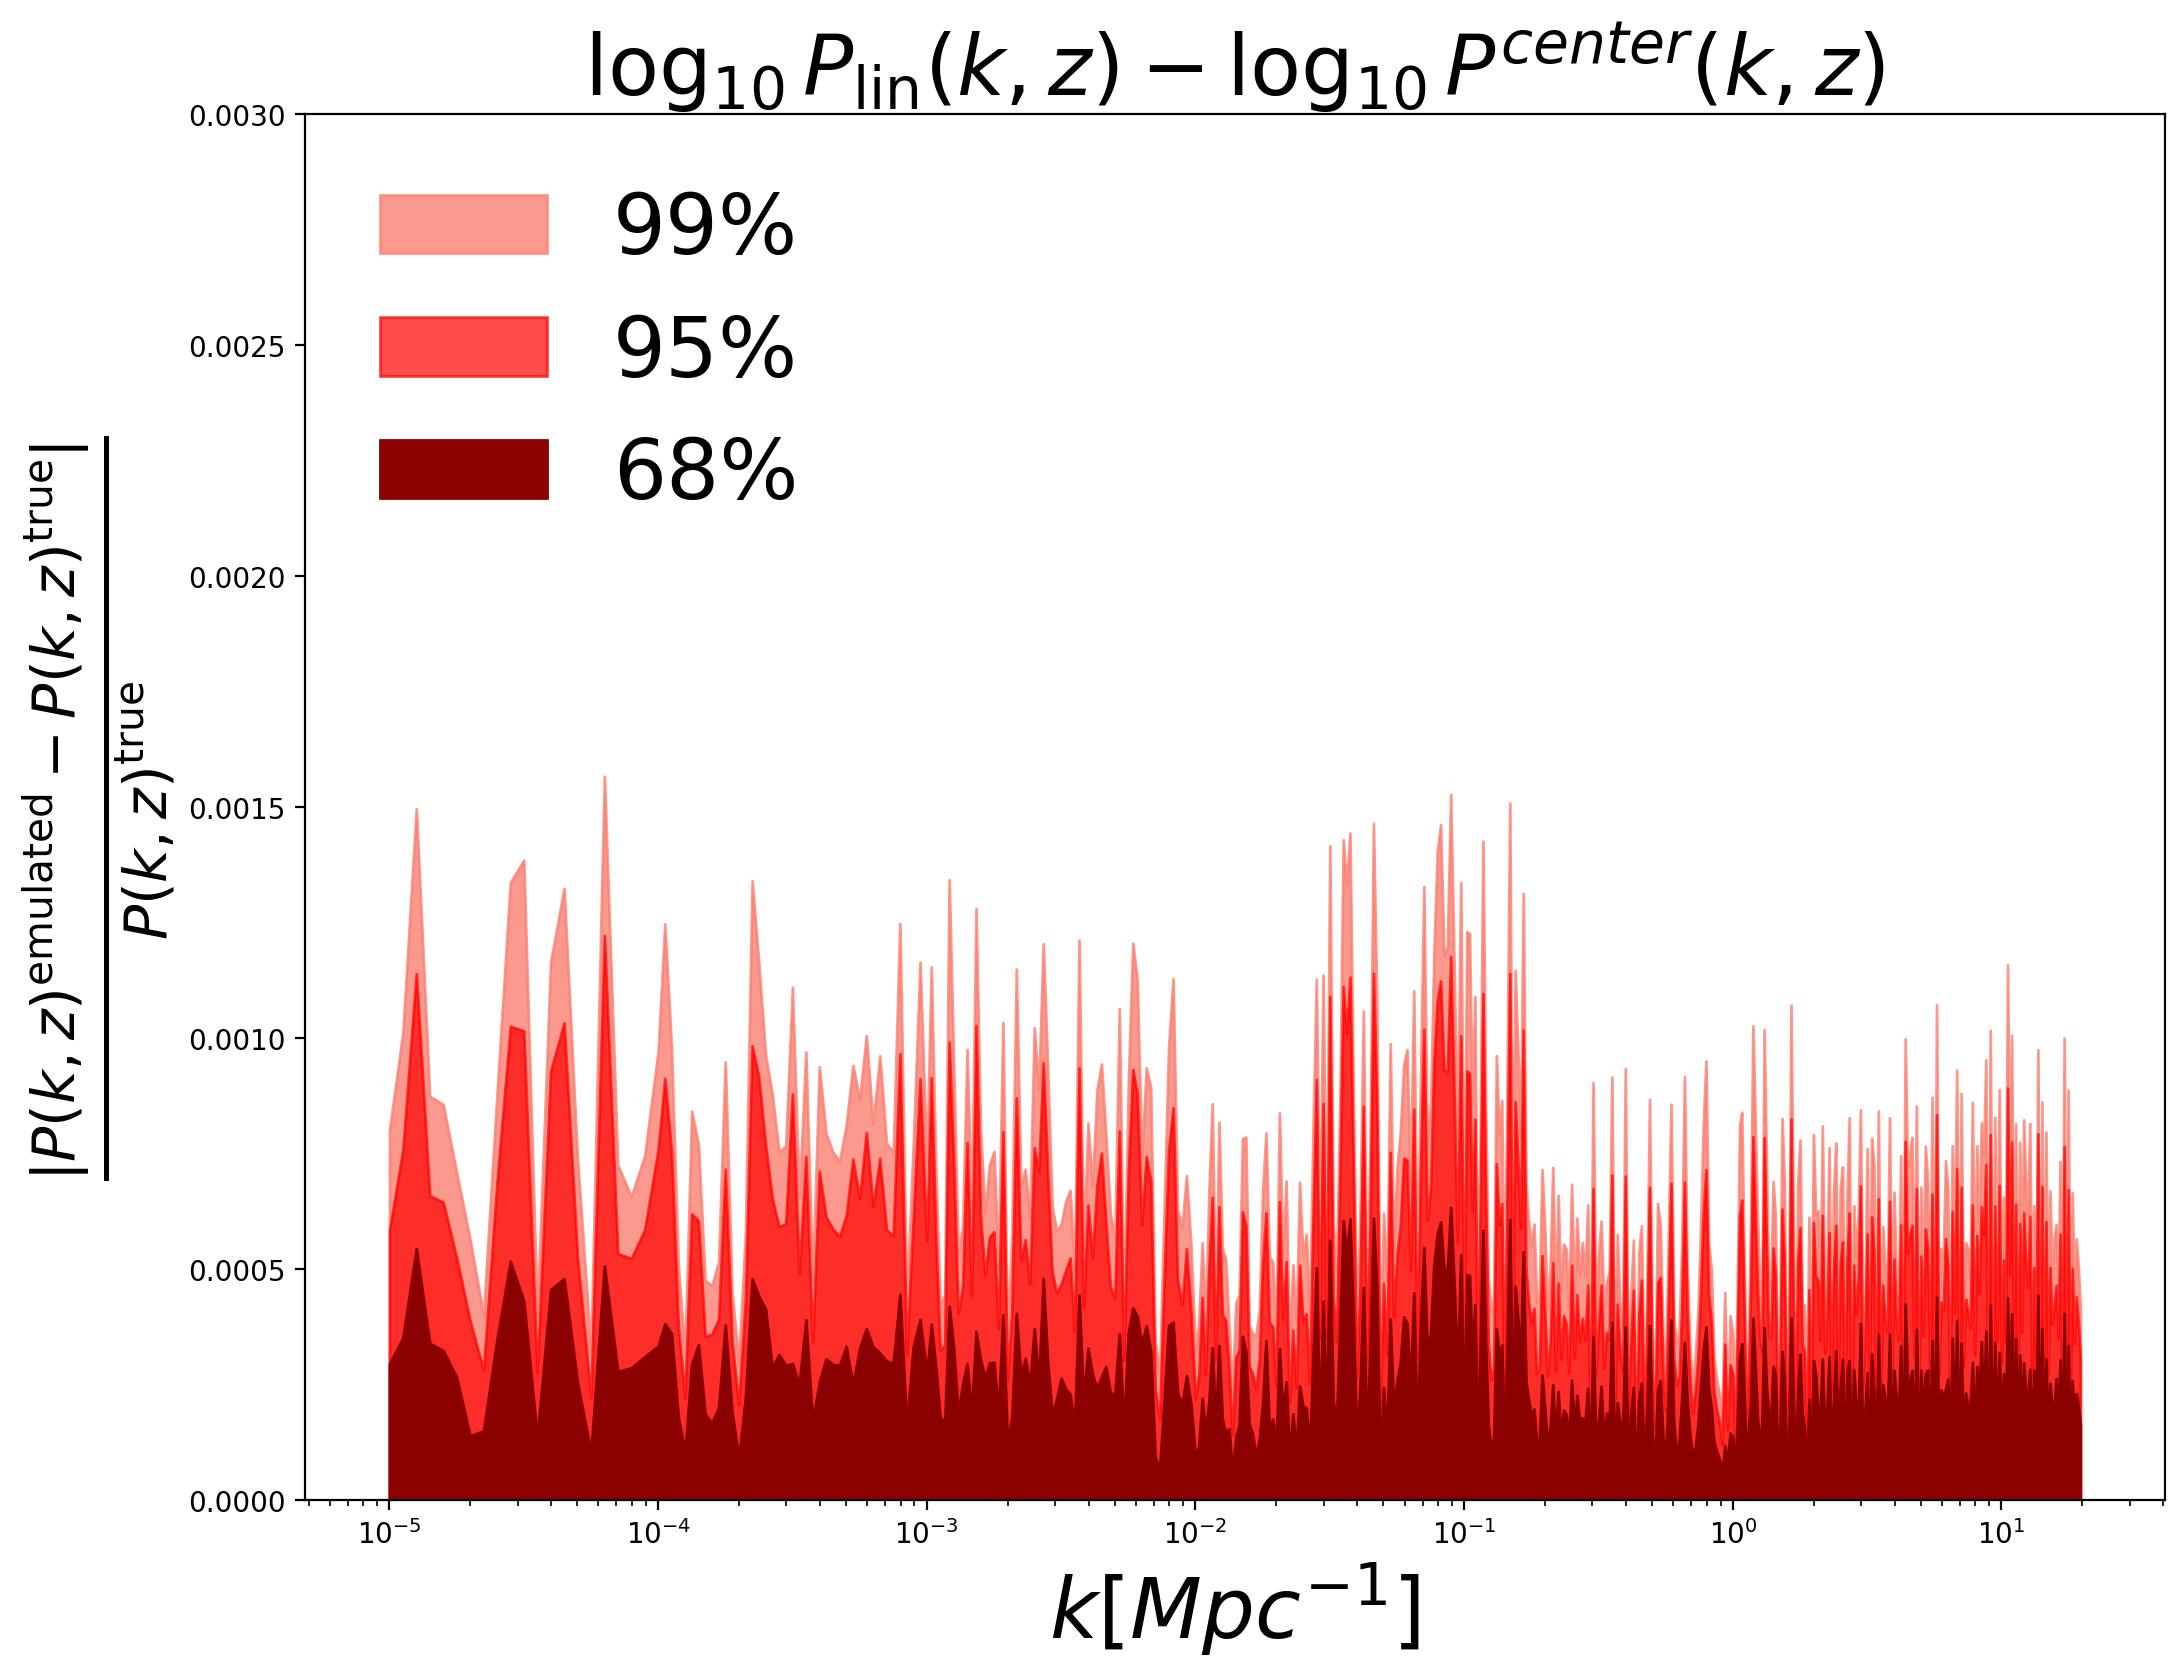 log₁₀ P_lin(k, z) − log₁₀ P^center(k, z)
|P(k, z)^emulated − P(k, z)^true|
P(k, z)^true
0.0030
0.0025
0.0020
0.0015
0.0010
0.0005
0.0000
99%
95%
68%
10⁻⁵ 10⁻⁴ 10⁻³ 10⁻² 10⁻¹ 10⁰ 10¹
k[Mpc⁻¹]